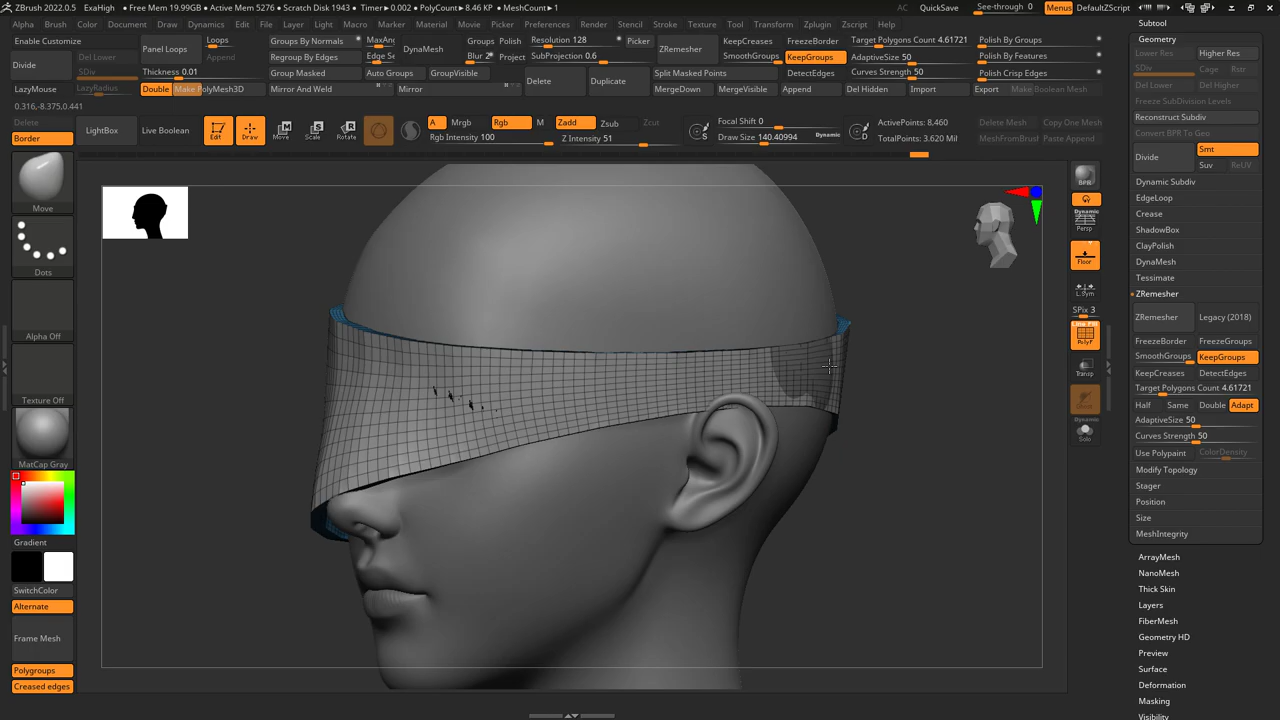 ZBrush 2022.0.5 ExaHigh • Free Mem 19.99GB • Active Mem 5276 • Scratch Disk 1943 • Timer▸0.002 • PolyCount▸8.46 KP • MeshCount▸1 AC QuickSave See-through 0 Menus DefaultZScript
Alpha Brush Color Document Draw Dynamics Edit File Layer Light Macro Marker Material Movie Picker Preferences Render Stencil Stroke Texture Tool Transform Zplugin Zscript Help
Enable Customize
Divide
Del Lower
SDiv
LazyMouse
LazyRadius
Panel Loops
Loops
Append
Thickness 0.01
Double
Make PolyMesh3D
Groups By Normals
Regroup By Edges
Group Masked
Mirror And Weld
MaxAn
Edge Se
Auto Groups
DynaMesh
GroupVisible
Mirror
Groups
Polish
Blur 2
Project
Resolution 128
SubProjection 0.6
Delete
Picker
Duplicate
ZRemesher
Split Masked Points
MergeDown
MergeVisible
KeepCreases
SmoothGroups
FreezeBorder
KeepGroups
DetectEdges
Append
Target Polygons Count 4.61721
AdaptiveSize 50
Curves Strength 50
Del Hidden
Import
Polish By Groups
Polish By Features
Polish Crisp Edges
Export
Make Boolean Mesh
0.316,-8.375,0.441
Delete
Border
LightBox
Live Boolean
Edit
Draw
Move
Scale
Rotate
A
Mrgb
Rgb
M
Rgb Intensity 100
Zadd
Zsub
Zcut
Z Intensity 51
S
Focal Shift 0
Draw Size 140.40994
Dynamic
D
ActivePoints: 8,460
TotalPoints: 3.620 Mil
Delete Mesh
Copy One Mesh
MeshFromBrush
Paste Append
Move
Dots
Alpha Off
Texture Off
MatCap Gray
Gradient
SwitchColor
Alternate
Frame Mesh
Polygroups
Creased edges
BPR
Dynamic
Persp
Floor
L.Sym
SPix 3
Line Fill
PolyF
Transp
Dynamic
Solo
Subtool
Geometry
Lower Res
Higher Res
SDiv
Cage
Rstr
Del Lower
Del Higher
Freeze SubDivision Levels
Reconstruct Subdiv
Convert BPR To Geo
Divide
Smt
Suv
ReUV
Dynamic Subdiv
EdgeLoop
Crease
ShadowBox
ClayPolish
DynaMesh
Tessimate
ZRemesher
ZRemesher
Legacy (2018)
FreezeBorder
FreezeGroups
SmoothGroups
KeepGroups
KeepCreases
DetectEdges
Target Polygons Count 4.61721
Half
Same
Double
Adapt
AdaptiveSize 50
Curves Strength 50
Use Polypaint
ColorDensity
Modify Topology
Stager
Position
Size
MeshIntegrity
ArrayMesh
NanoMesh
Thick Skin
Layers
FiberMesh
Geometry HD
Preview
Surface
Deformation
Masking
Visibility